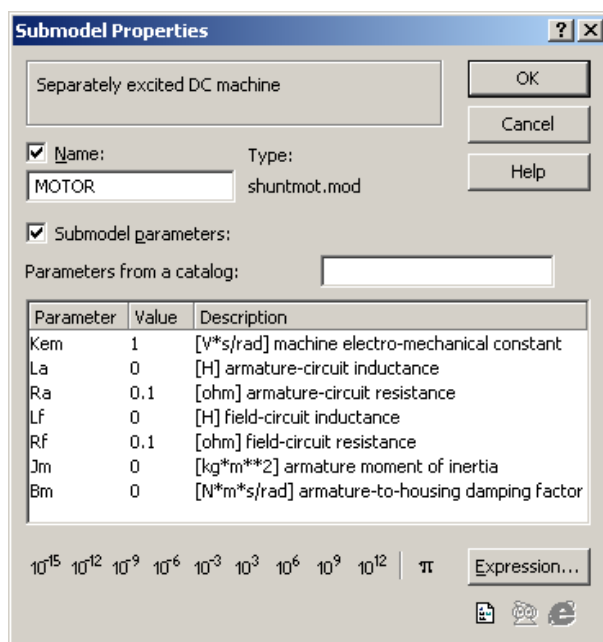 Submodel Properties
Separately excited DC machine
OK
Cancel
Help
Name:
Type:
MOTOR
shuntmot.mod
Submodel parameters:
Parameters from a catalog:
Parameter Value Description
Kem 1 [V*s/rad] machine electro-mechanical constant
La 0 [H] armature-circuit inductance
Ra 0.1 [ohm] armature-circuit resistance
Lf 0 [H] field-circuit inductance
Rf 0.1 [ohm] field-circuit resistance
Jm 0 [kg*m**2] armature moment of inertia
Bm 0 [N*m*s/rad] armature-to-housing damping factor
10⁻¹⁵ 10⁻¹² 10⁻⁹ 10⁻⁶ 10⁻³ 10³ 10⁶ 10⁹ 10¹² π Expression...